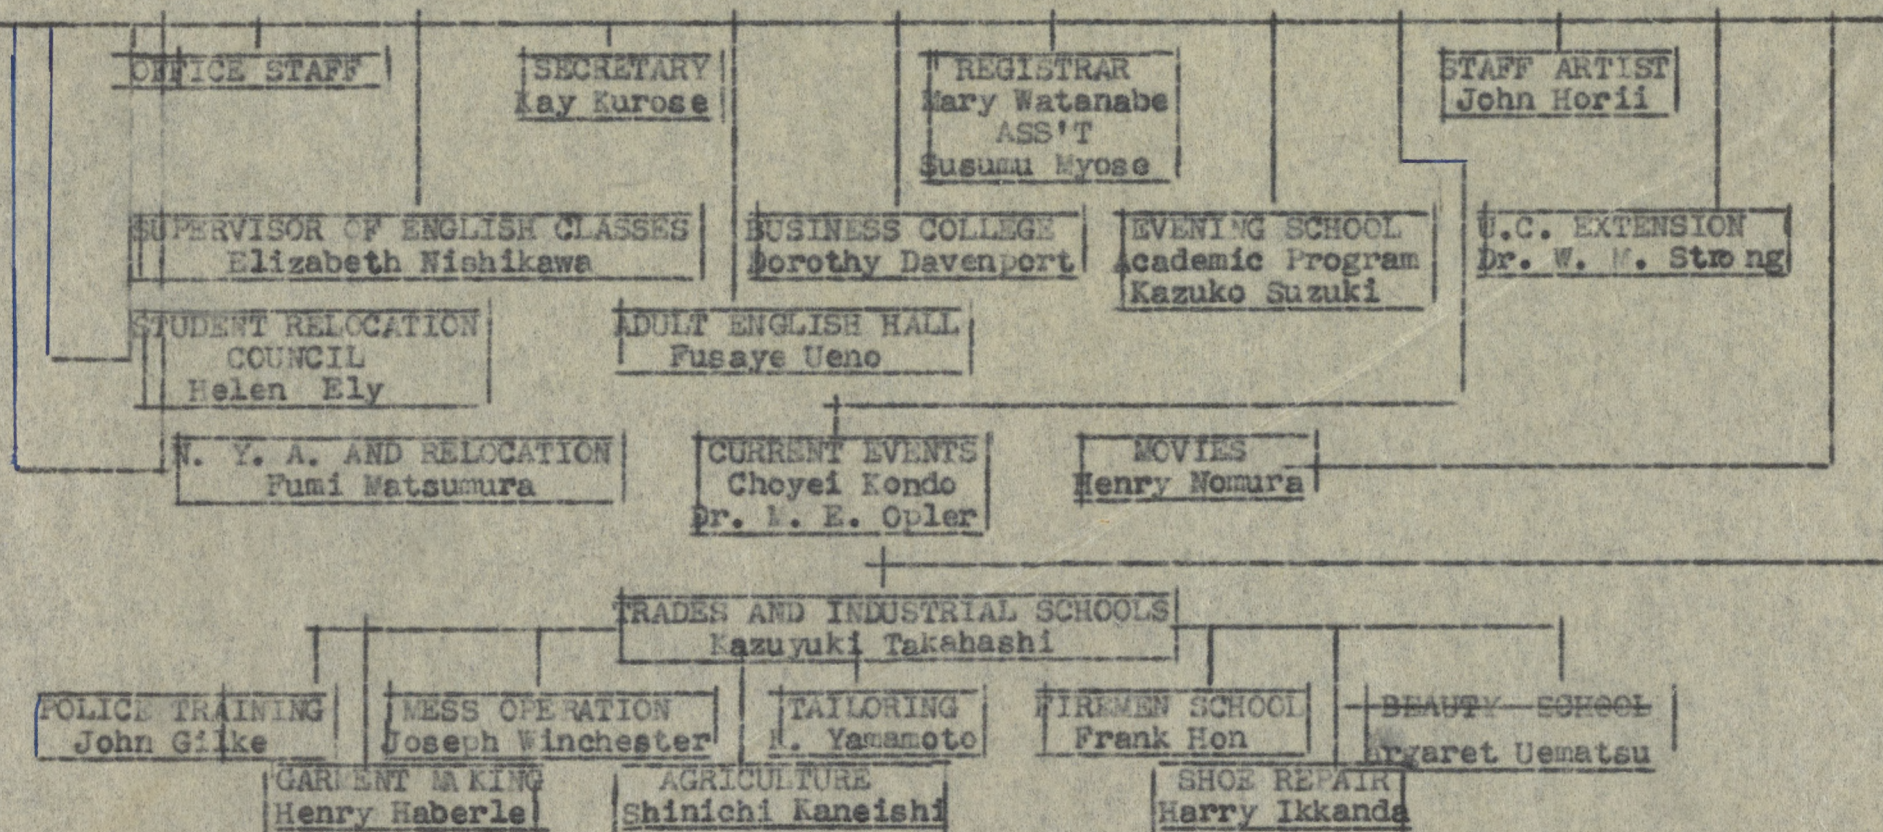 OFFICE STAFF
SECRETARY
Kay Kurose
REGISTRAR
Mary Watanabe
ASS'T
Susumu Myose
STAFF ARTIST
John Horii
SUPERVISOR OF ENGLISH CLASSES
Elizabeth Nishikawa
BUSINESS COLLEGE
Dorothy Davenport
EVENING SCHOOL
Academic Program
Kazuko Suzuki
U.C. EXTENSION
Dr. W. M. Strong
STUDENT RELOCATION
COUNCIL
Helen Ely
ADULT ENGLISH HALL
Fusaye Ueno
N. Y. A. AND RELOCATION
Fumi Matsumura
CURRENT EVENTS
Choyei Kondo
Dr. M. E. Opler
MOVIES
Henry Nomura
TRADES AND INDUSTRIAL SCHOOLS
Kazuyuki Takahashi
POLICE TRAINING
John Gilke
MESS OPERATION
Joseph Winchester
TAILORING
Yamamoto
FIREMEN SCHOOL
Frank Hon
BEAUTY SCHOOL
Margaret Uematsu
GARMENT MAKING
Henry Haberle
AGRICULTURE
Shinichi Kaneishi
SHOE REPAIR
Harry Ikkanda